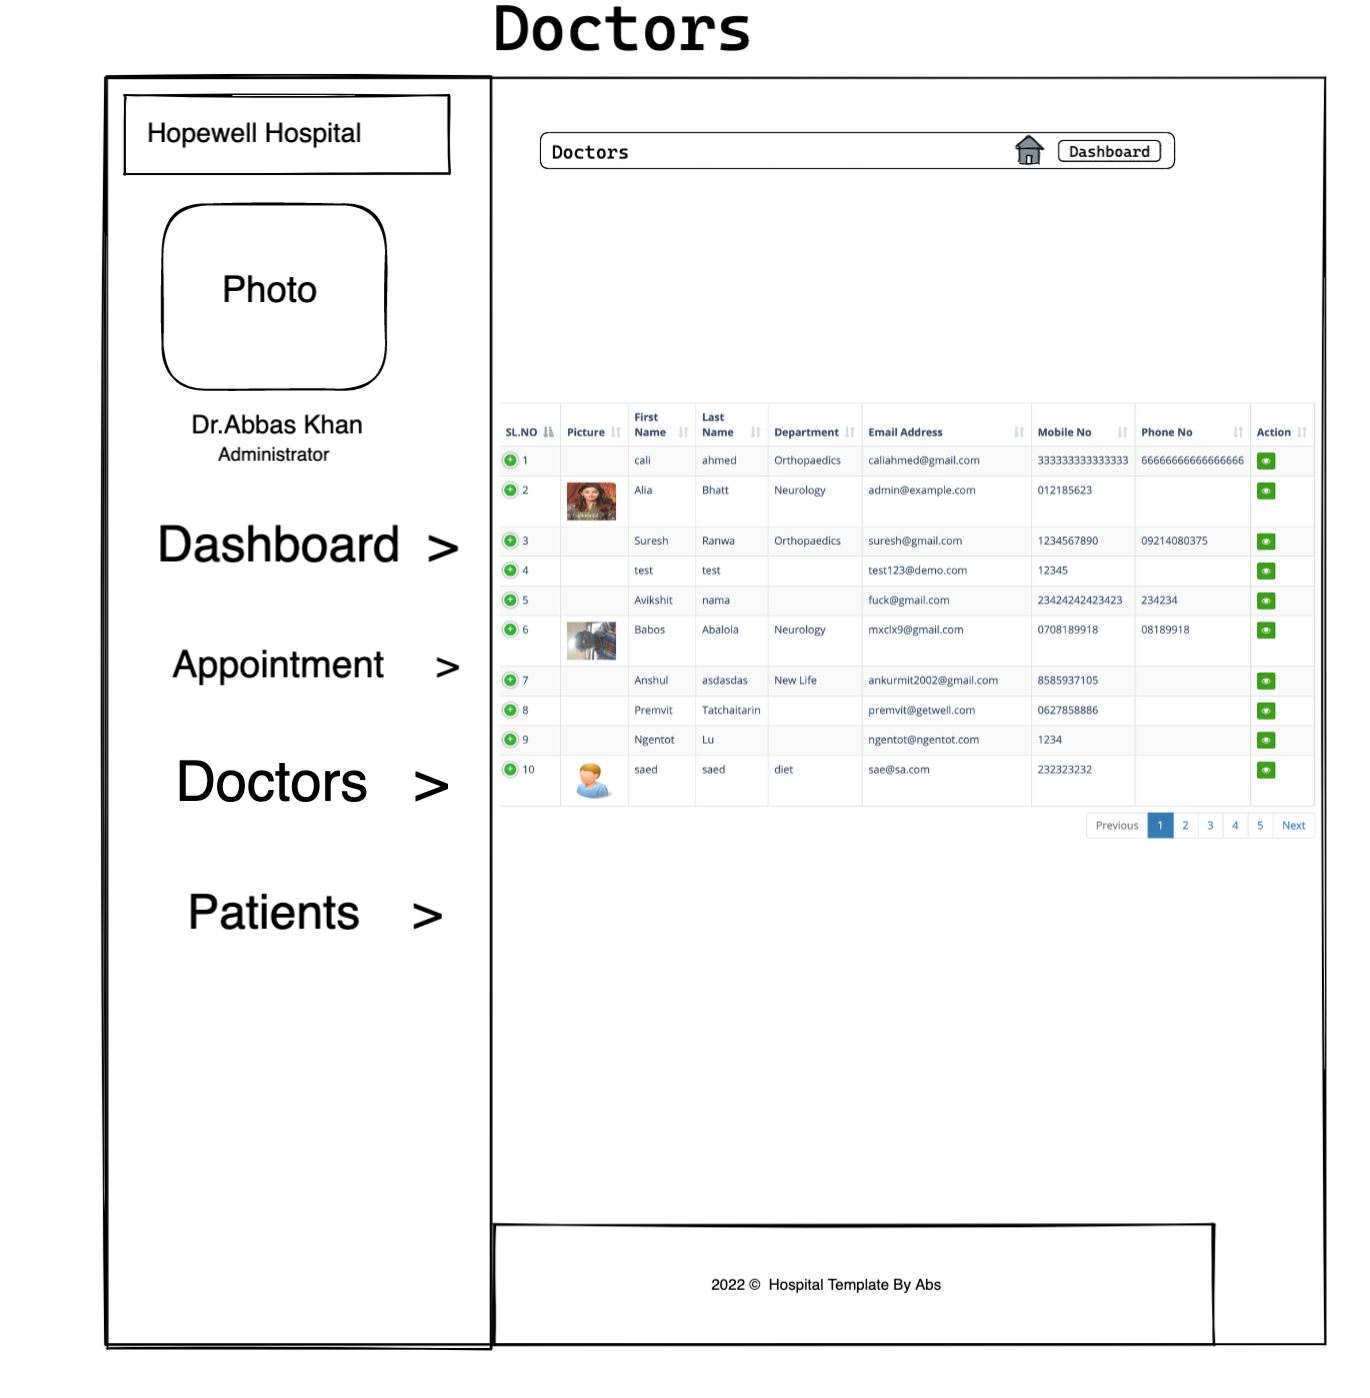 Doctors
Hopewell Hospital
Photo
Dr.Abbas Khan
Administrator
Dashboard >
Appointment >
Doctors >
Patients >
Doctors Dashboard
SL.NO Picture First Name Last Name Department Email Address Mobile No Phone No Action
1 cali ahmed Orthopaedics caliahmed@gmail.com 333333333333333 66666666666666666
2 Alia Bhatt Neurology admin@example.com 012185623
3 Suresh Ranwa Orthopaedics suresh@gmail.com 1234567890 09214080375
4 test test test123@demo.com 12345
5 Avikshit nama fuck@gmail.com 23424242423423 234234
6 Babos Abalola Neurology mxclx9@gmail.com 0708189918 08189918
7 Anshul asdasdas New Life ankurmit2002@gmail.com 8585937105
8 Premvit Tatchaitarin premvit@getwell.com 0627858886
9 Ngentot Lu ngentot@ngentot.com 1234
10 saed saed diet sae@sa.com 232323232
Previous 1 2 3 4 5 Next
2022 © Hospital Template By Abs